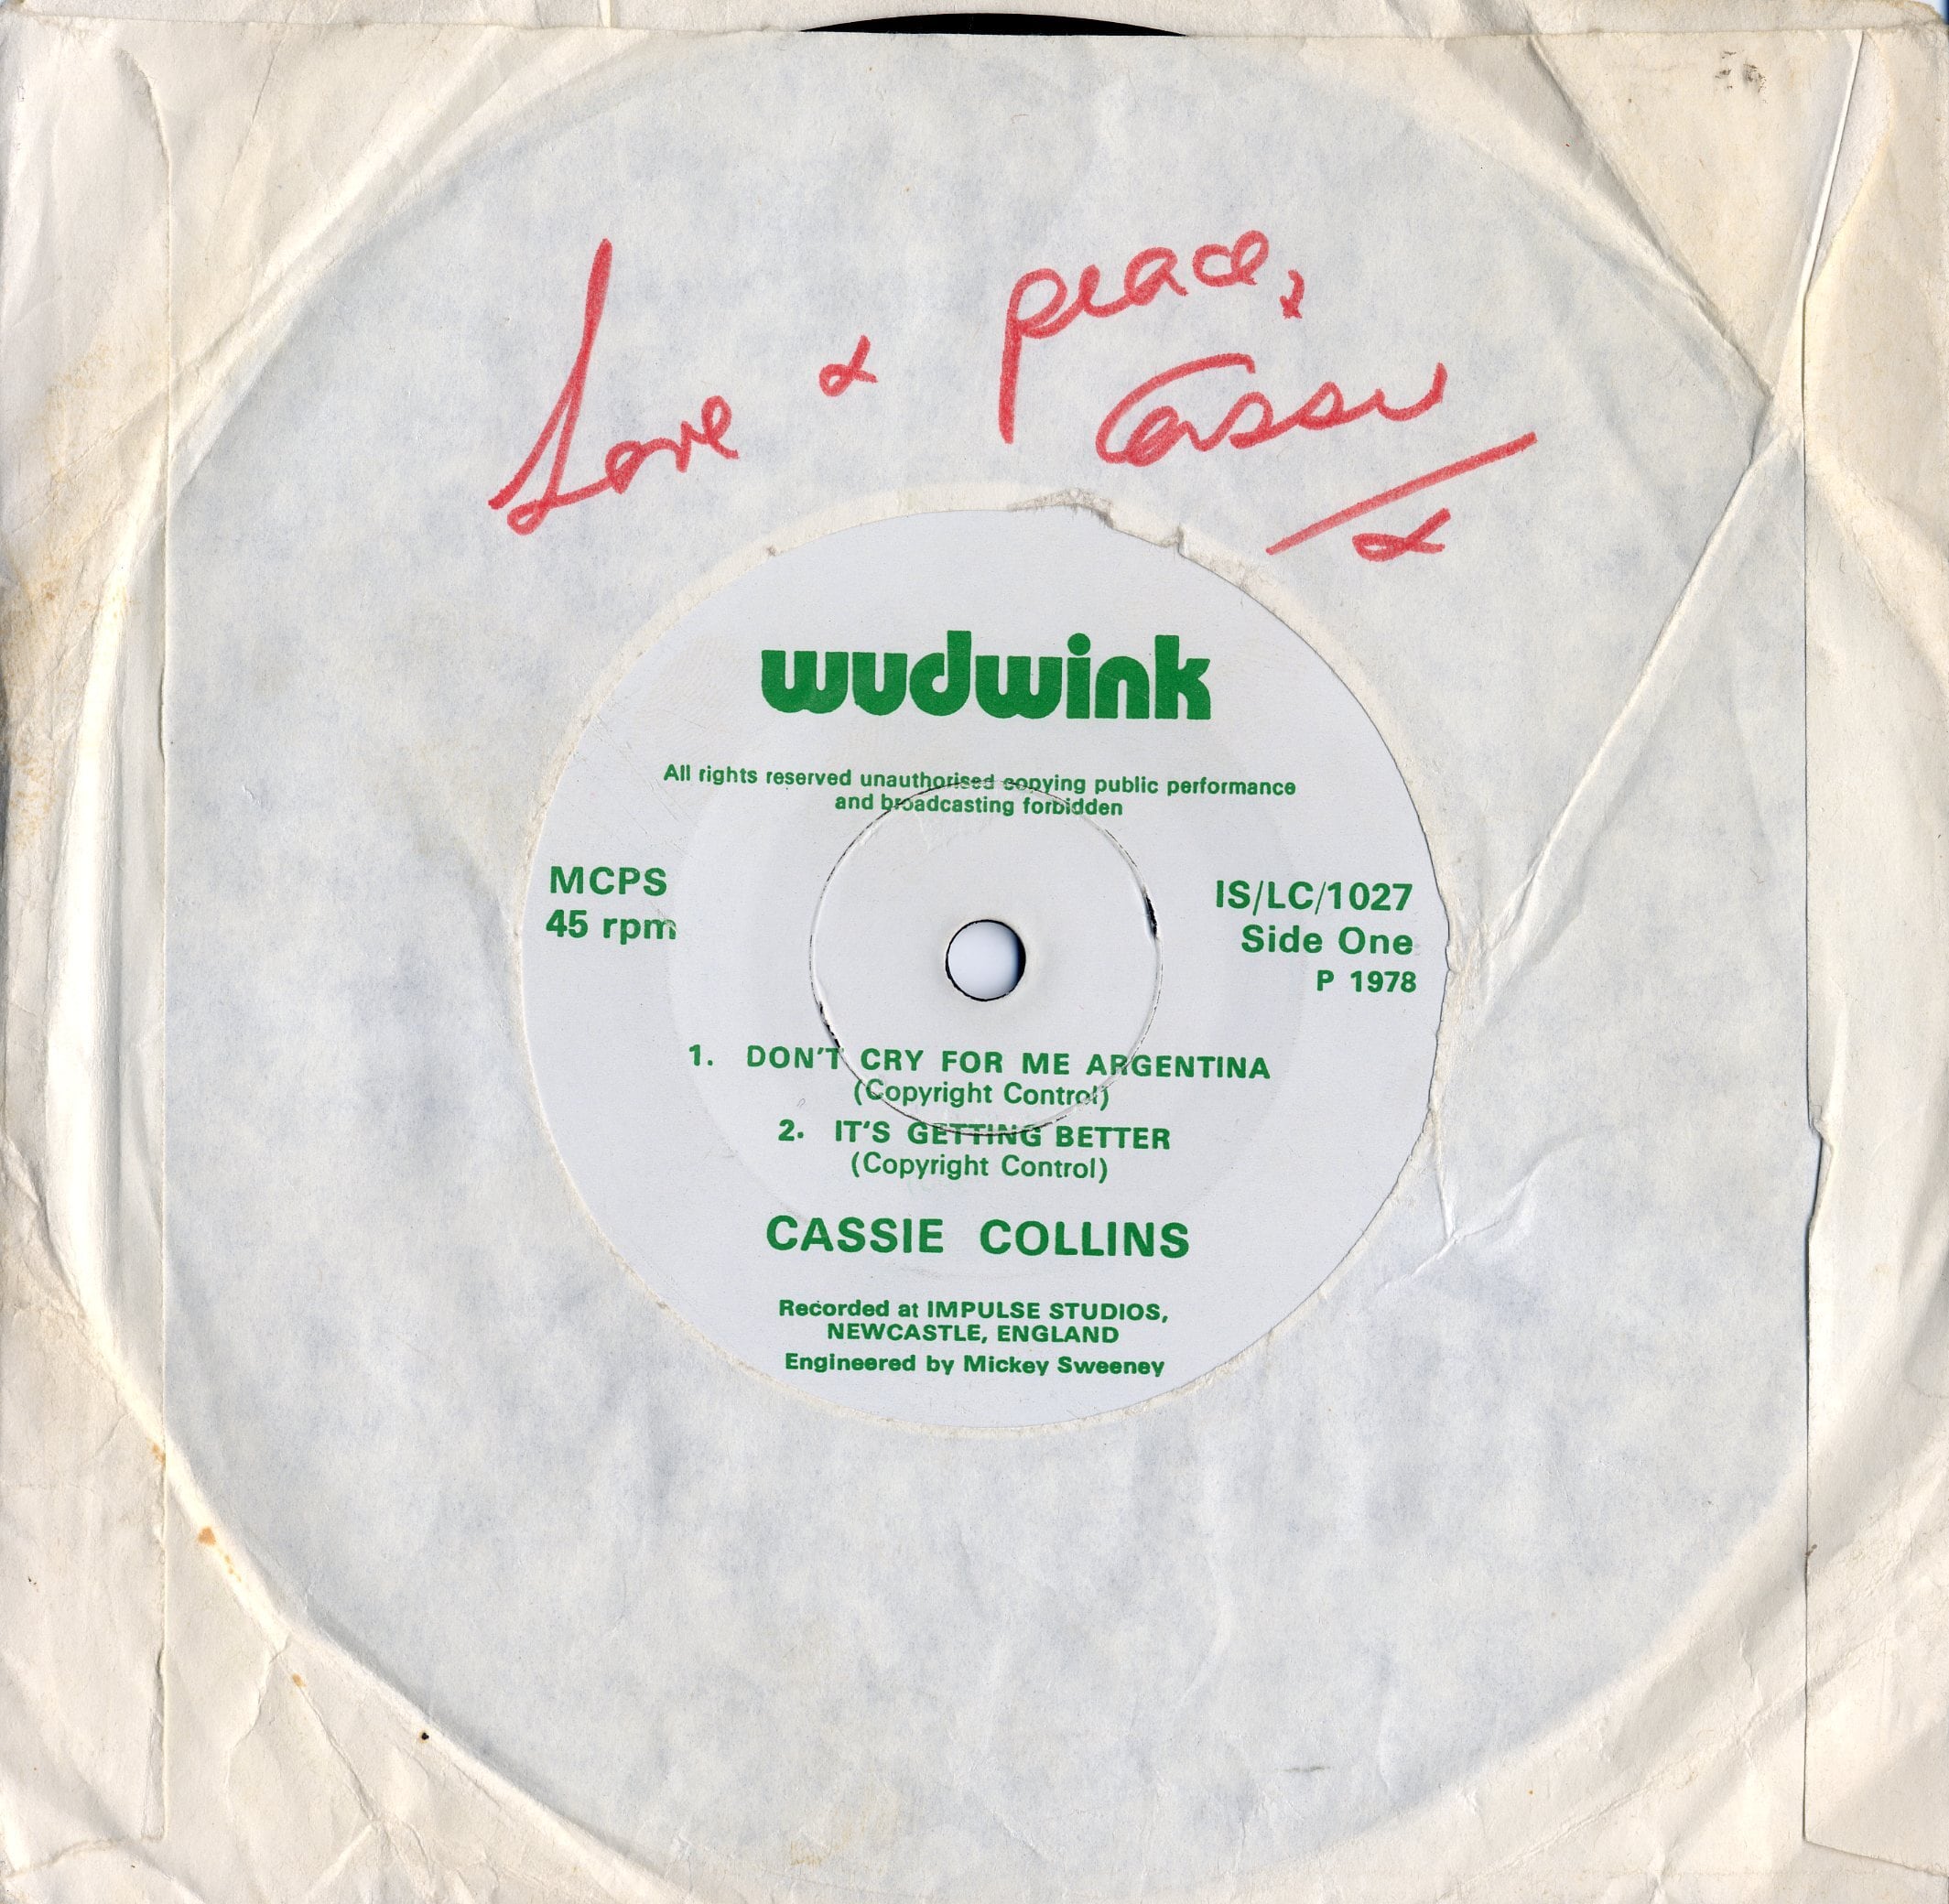 Love & peace,
Cassie
x
wudwink
All rights reserved unauthorised copying public performance
and broadcasting forbidden
MCPS
45 rpm
IS/LC/1027
Side One
P 1978
1. DON'T CRY FOR ME ARGENTINA
(Copyright Control)
2. IT'S GETTING BETTER
(Copyright Control)
CASSIE COLLINS
Recorded at IMPULSE STUDIOS,
NEWCASTLE, ENGLAND
Engineered by Mickey Sweeney